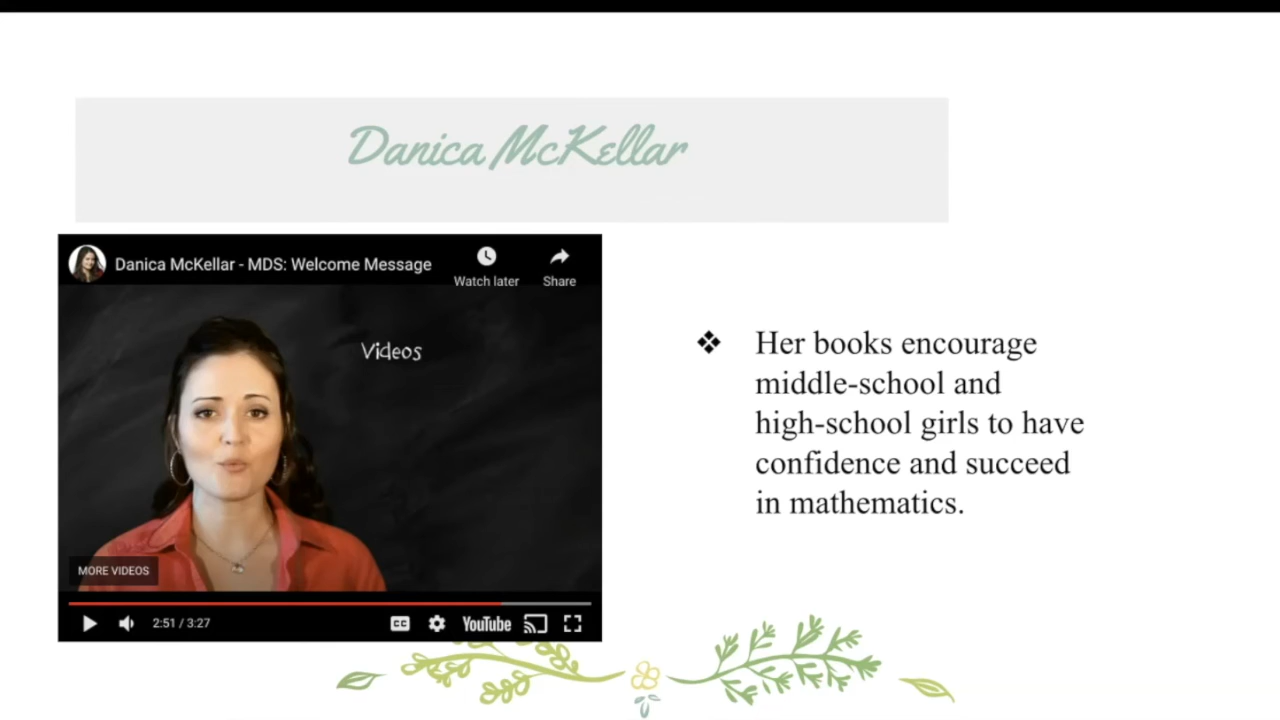 Danica McKellar
Danica McKellar - MDS: Welcome Message
Watch later
Share
Videos
MORE VIDEOS
2:51 / 3:27
CC
YouTube
❖ Her books encourage
middle-school and
high-school girls to have
confidence and succeed
in mathematics.